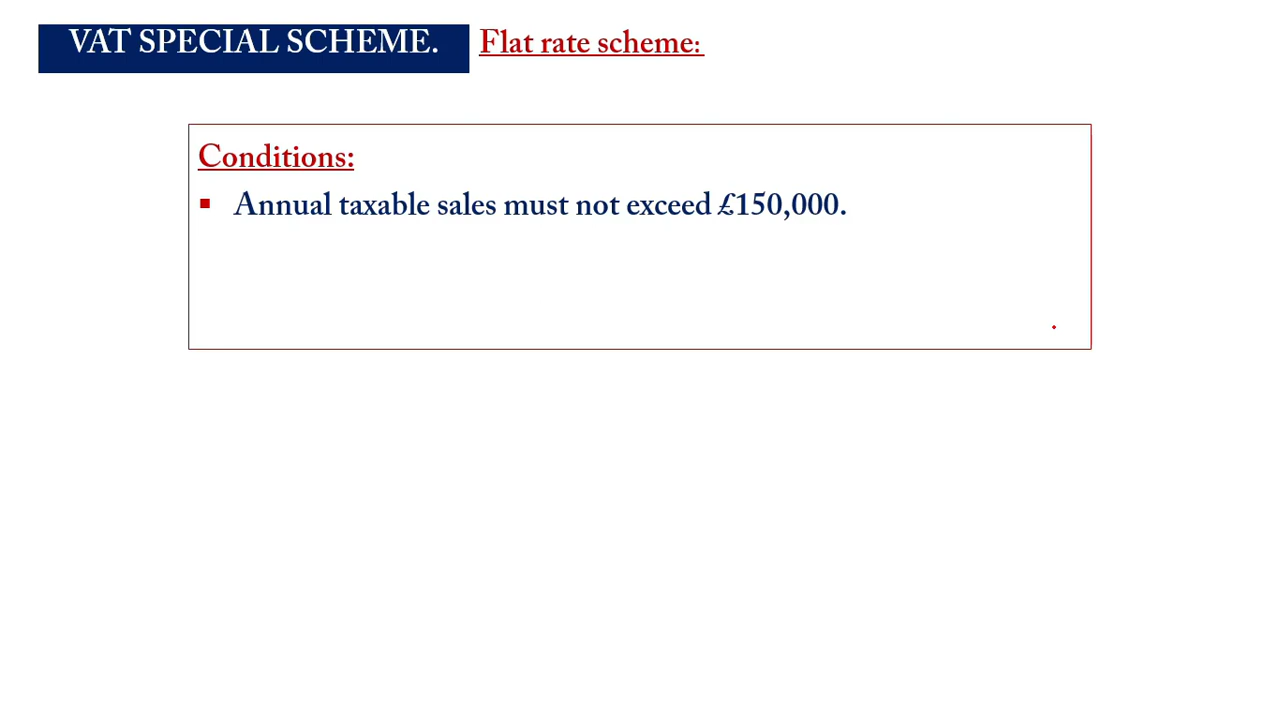 VAT SPECIAL SCHEME. Flat rate scheme:
Conditions:
▪ Annual taxable sales must not exceed £150,000.